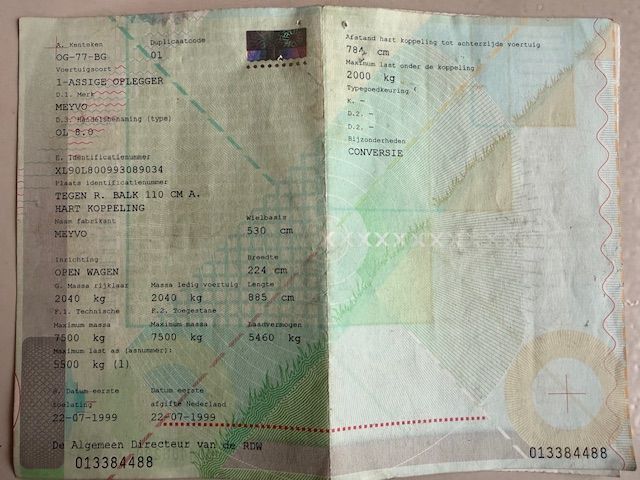 A. Kenteken Duplicaatcode
OG-77-BG 01
Voertuigsoort
1-ASSIGE OPLEGGER
D.1. Merk
MEYVO
D.3. Handelsbenaming (type)
OL 8.0
E. Identificatienummer
XL90L800993089034
Plaats identificatienummer
TEGEN R. BALK 110 CM A.
HART KOPPELING
Naam fabrikant Wielbasis
MEYVO 530 cm
Inrichting Breedte
OPEN WAGEN 224 cm
G. Massa rijklaar Massa ledig voertuig Lengte
2040 kg 2040 kg 885 cm
F.1. Technische F.2. Toegestane
Maximum massa Maximum massa Laadvermogen
7500 kg 7500 kg 5460 kg
Maximum last as (asnummer):
5500 kg (1)
B. Datum eerste Datum eerste
toelating afgifte Nederland
22-07-1999 22-07-1999
De Algemeen Directeur van de RDW
013384488
Afstand hart koppeling tot achterzijde voertuig
784 cm
Maximum last onder de koppeling
2000 kg
Typegoedkeuring
K. -
D.2. -
D.2. -
Bijzonderheden
CONVERSIE
XXXXXXX
013384488